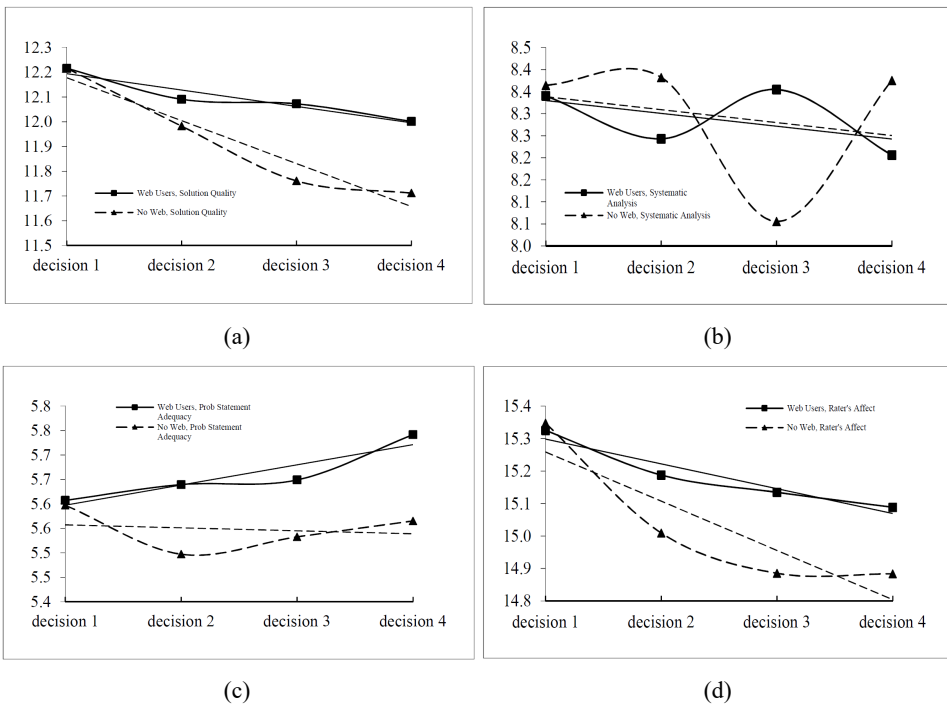 12.3
12.2
12.1
12.0
11.8
11.7
11.6
11.5
Web Users, Solution Quality
No Web, Solution Quality
decision 1 decision 2 decision 3 decision 4
(a)
8.5
8.4
8.4
8.3
8.3
8.2
8.2
8.1
8.1
8.0
Web Users, Systematic
Analysis
No Web, Systematic Analysis
decision 1 decision 2 decision 3 decision 4
(b)
5.8
5.8
5.7
5.7
5.6
5.6
5.5
5.5
5.4
Web Users, Prob Statement
Adequacy
No Web, Prob Statement
Adequacy
decision 1 decision 2 decision 3 decision 4
(c)
15.4
15.3
15.2
15.1
15.0
14.9
14.8
Web Users, Rater's Affect
No Web, Rater's Affect
decision 1 decision 2 decision 3 decision 4
(d)